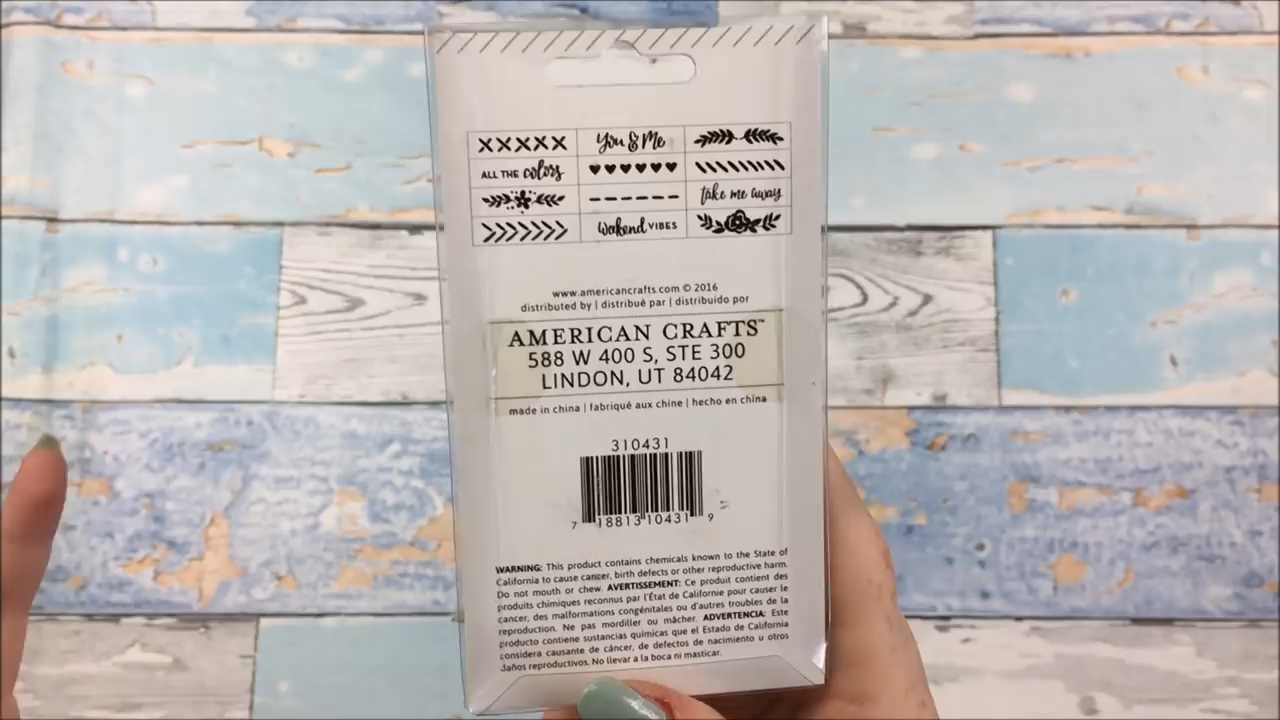 XXXXX
You & Me
ALL THE colors
take me away
weekend VIBES
www.americancrafts.com © 2016
distributed by | distribué par | distribuido por
AMERICAN CRAFTS™
588 W 400 S, STE 300
LINDON, UT 84042
made in china | fabriqué aux chine | hecho en china
310431
7 18813 10431 9
WARNING: This product contains chemicals known to the State of
California to cause cancer, birth defects or other reproductive harm.
Do not mouth or chew. AVERTISSEMENT: Ce produit contient des
produits chimiques reconnus par l'État de Californie pour causer le
cancer, des malformations congénitales ou d'autres troubles de la
reproduction. Ne pas mordiller ou mâcher. ADVERTENCIA: Este
producto contiene sustancias químicas que el Estado de California
considera causante de cáncer, de defectos de nacimiento u otros
daños reproductivos. No llevar a la boca ni masticar.